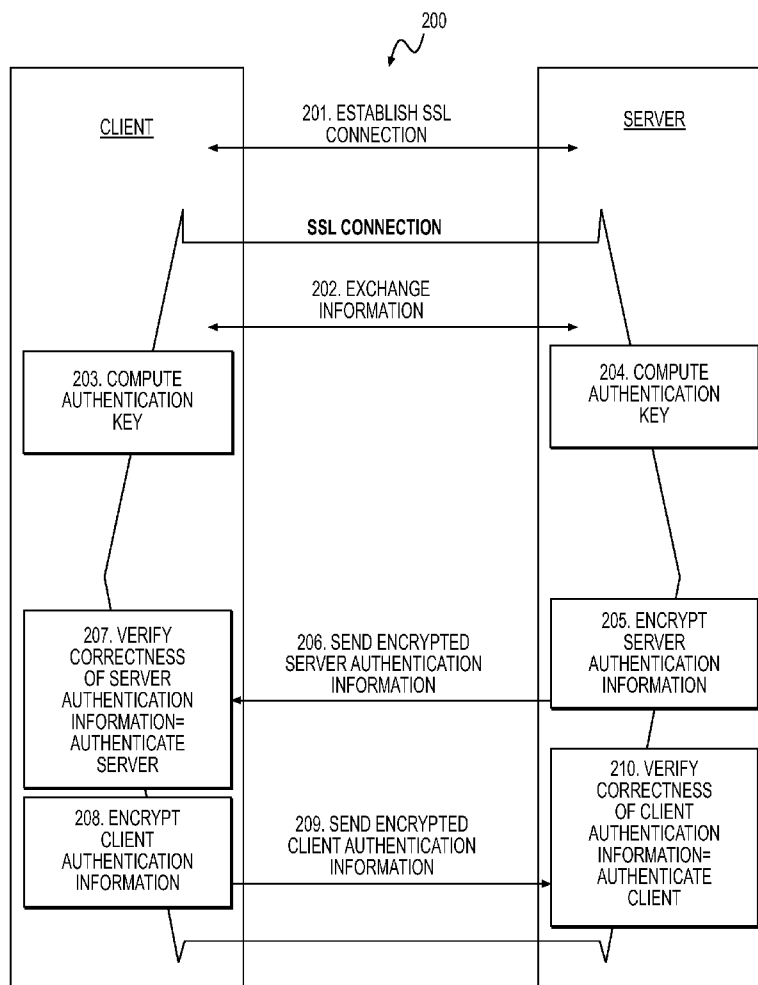 200
CLIENT
201. ESTABLISH SSL
CONNECTION
SERVER
SSL CONNECTION
202. EXCHANGE
INFORMATION
203. COMPUTE
AUTHENTICATION
KEY
204. COMPUTE
AUTHENTICATION
KEY
205. ENCRYPT
SERVER
AUTHENTICATION
INFORMATION
206. SEND ENCRYPTED
SERVER AUTHENTICATION
INFORMATION
207. VERIFY
CORRECTNESS
OF SERVER
AUTHENTICATION
INFORMATION=
AUTHENTICATE
SERVER
208. ENCRYPT
CLIENT
AUTHENTICATION
INFORMATION
209. SEND ENCRYPTED
CLIENT AUTHENTICATION
INFORMATION
210. VERIFY
CORRECTNESS
OF CLIENT
AUTHENTICATION
INFORMATION=
AUTHENTICATE
CLIENT